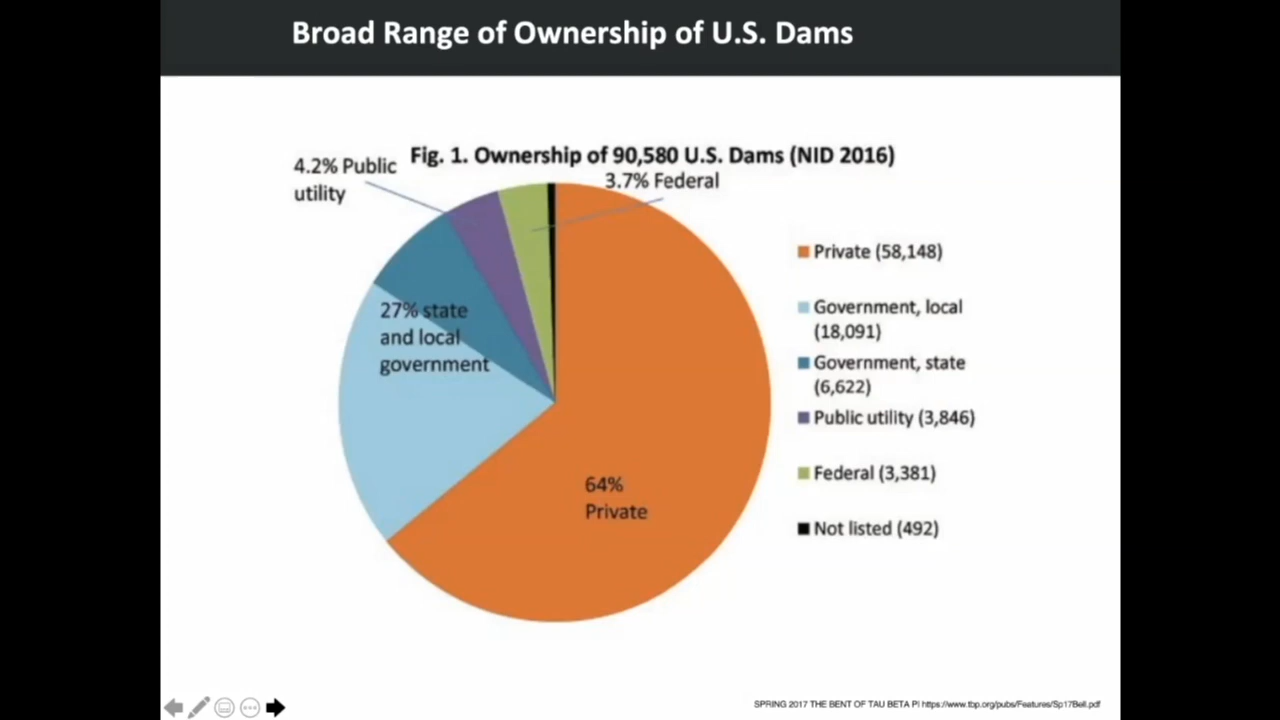 Broad Range of Ownership of U.S. Dams
Fig. 1. Ownership of 90,580 U.S. Dams (NID 2016)
4.2% Public
utility
3.7% Federal
27% state
and local
government
64%
Private
Private (58,148)
Government, local
(18,091)
Government, state
(6,622)
Public utility (3,846)
Federal (3,381)
Not listed (492)
SPRING 2017 THE BENT OF TAU BETA PI https://www.tbp.org/pubs/Features/Sp17Bell.pdf